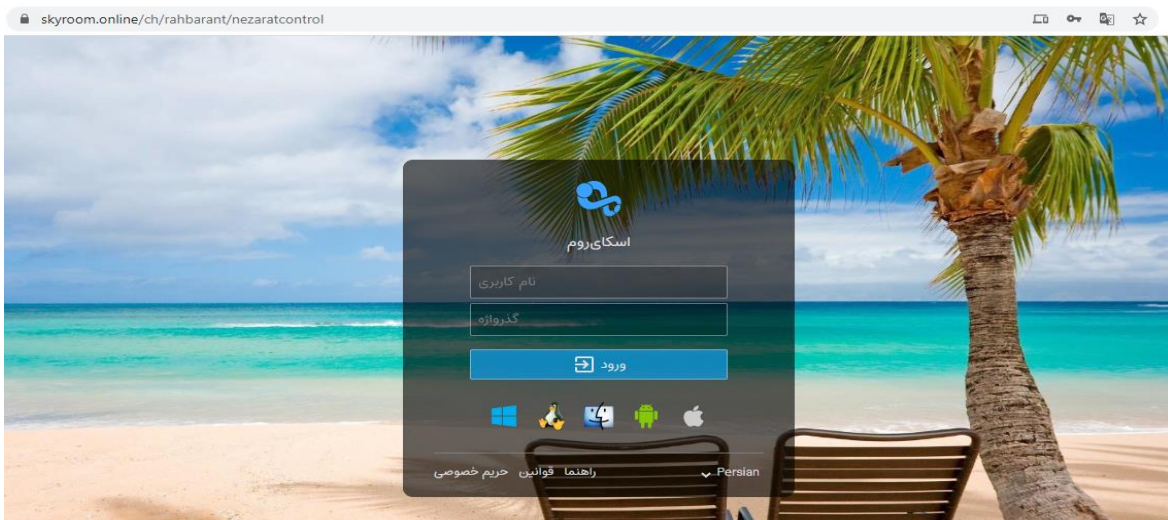 skyroom.online/ch/rahbarant/nezaratcontrol
اسکای‌روم
نام کاربری
گذرواژه
ورود
راهنما قوانین حریم خصوصی
Persian